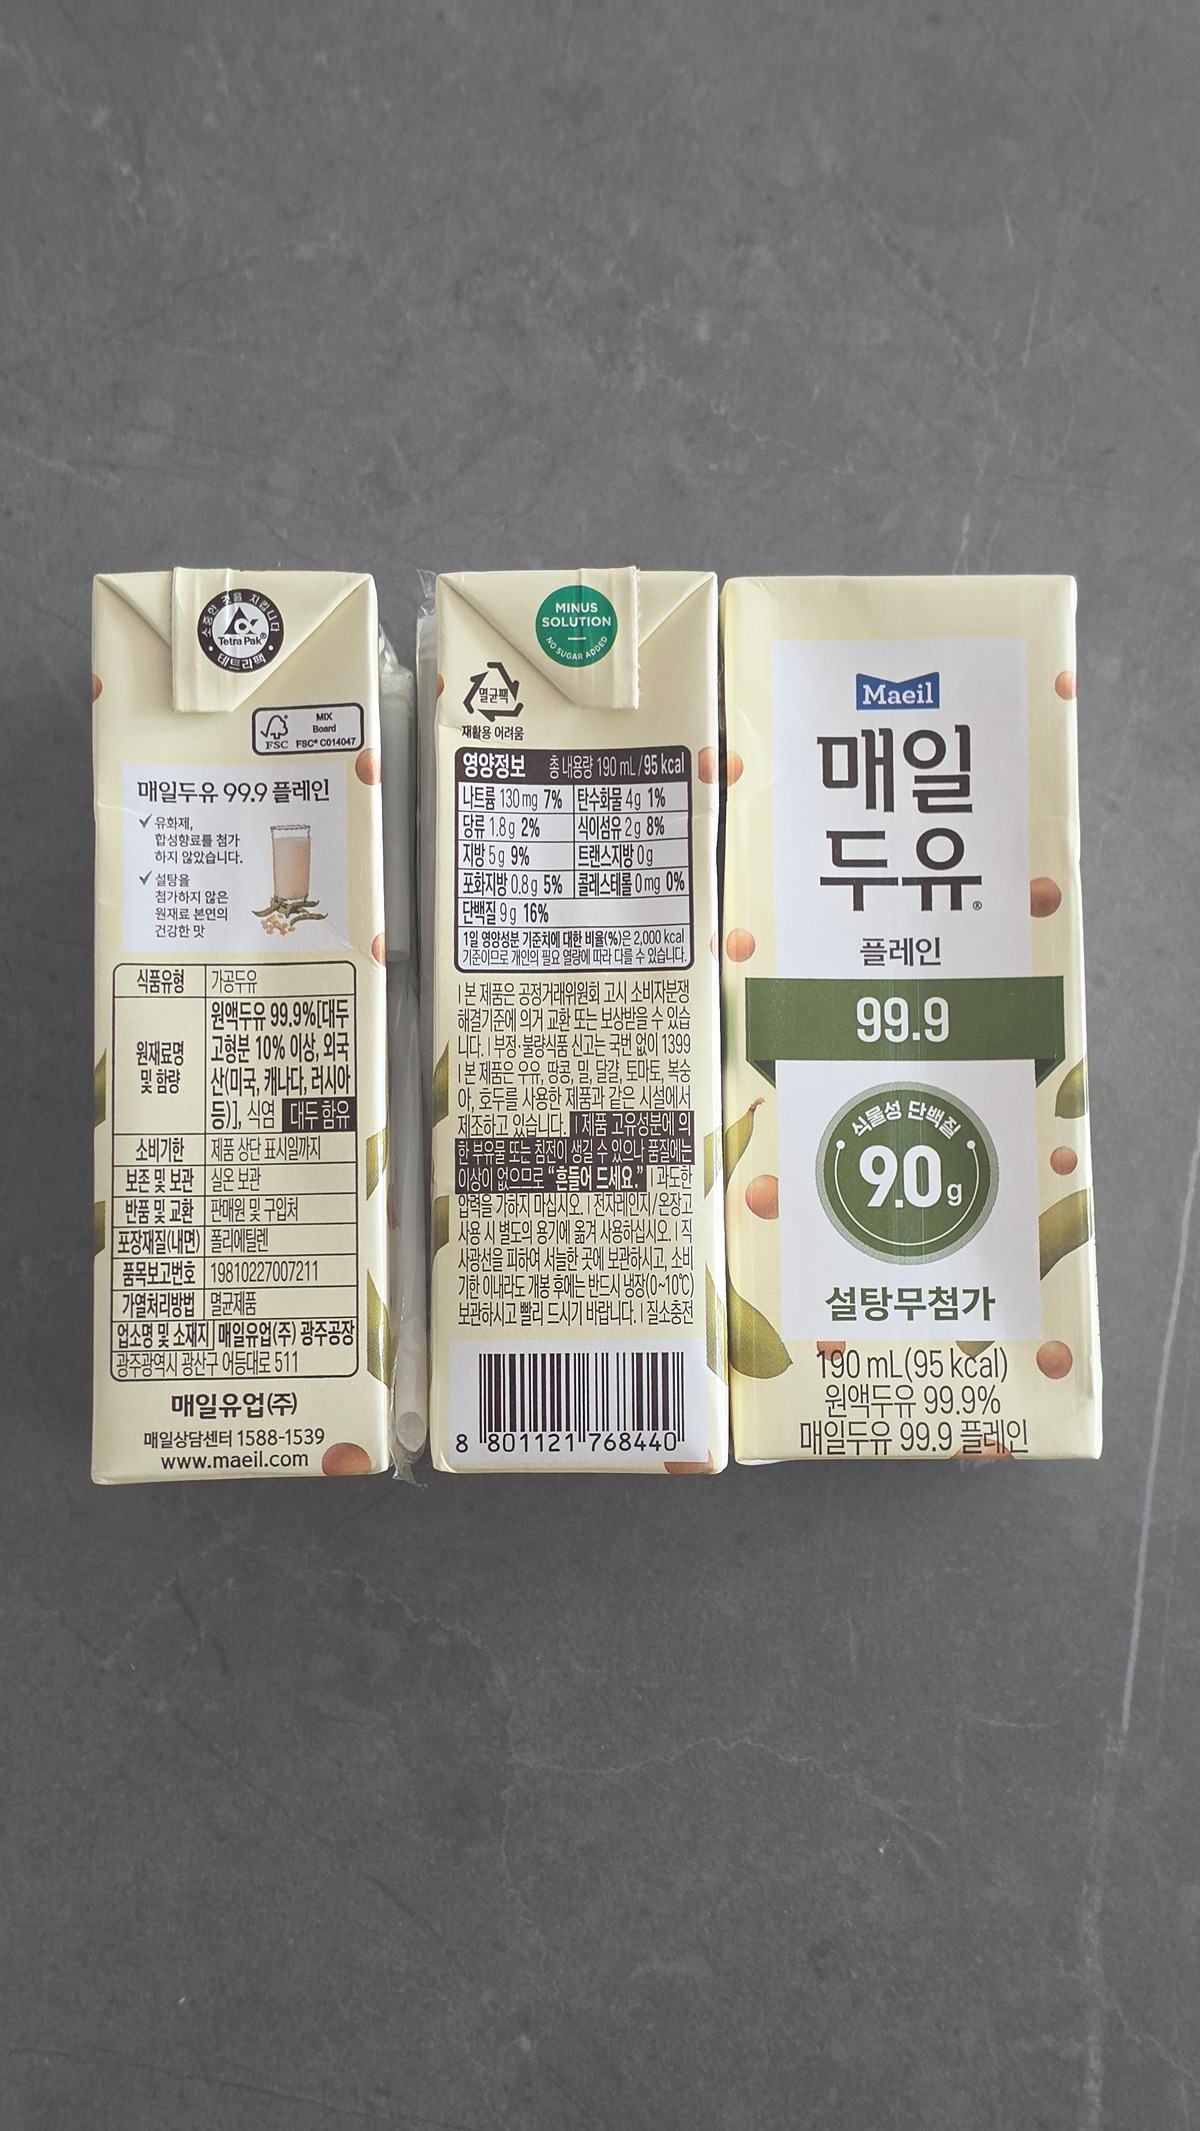 소중한 것을 지킵니다
Tetra Pak®
테트라팩
FSC
MIX
Board
FSC® C014047
매일두유 99.9 플레인
유화제,
합성향료를 첨가
하지 않았습니다.
설탕을
첨가하지 않은
원재료 본연의
건강한 맛
식품유형 가공두유
원재료명 및 함량
원액두유 99.9%[대두
고형분 10% 이상, 외국
산(미국, 캐나다, 러시아
등)], 식염 대두 함유
소비기한 제품 상단 표시일까지
보존 및 보관 실온 보관
반품 및 교환 판매원 및 구입처
포장재질(내면) 폴리에틸렌
품목보고번호 19810227007211
가열처리방법 멸균제품
업소명 및 소재지 매일유업(주) 광주공장
광주광역시 광산구 어등대로 511
매일유업(주)
매일상담센터 1588-1539
www.maeil.com
MINUS
SOLUTION
NO SUGAR ADDED
멸균팩
재활용 어려움
영양정보 총 내용량 190 mL / 95 kcal
나트륨 130 mg 7% 탄수화물 4 g 1%
당류 1.8 g 2% 식이섬유 2 g 8%
지방 5 g 9% 트랜스지방 0 g
포화지방 0.8 g 5% 콜레스테롤 0 mg 0%
단백질 9 g 16%
1일 영양성분 기준치에 대한 비율(%)은 2,000 kcal
기준이므로 개인의 필요 열량에 따라 다를 수 있습니다.
| 본 제품은 공정거래위원회 고시 소비자분쟁
해결기준에 의거 교환 또는 보상받을 수 있습
니다. | 부정·불량식품 신고는 국번 없이 1399
| 본 제품은 우유, 땅콩, 밀, 달걀, 토마토, 복숭
아, 호두를 사용한 제품과 같은 시설에서
제조하고 있습니다. | 제품 고유성분에 의
한 부유물 또는 침전이 생길 수 있으나 품질에는
이상이 없으므로 “흔들어 드세요.” | 과도한
압력을 가하지 마십시오. | 전자레인지/온장고
사용 시 별도의 용기에 옮겨 사용하십시오. | 직
사광선을 피하여 서늘한 곳에 보관하시고, 소비
기한 이내라도 개봉 후에는 반드시 냉장(0~10℃)
보관하시고 빨리 드시기 바랍니다. | 질소충전
8 801121 768440
Maeil
매일
두유®
플레인
99.9
식물성 단백질
9.0 g
설탕무첨가
190 mL(95 kcal)
원액두유 99.9%
매일두유 99.9 플레인